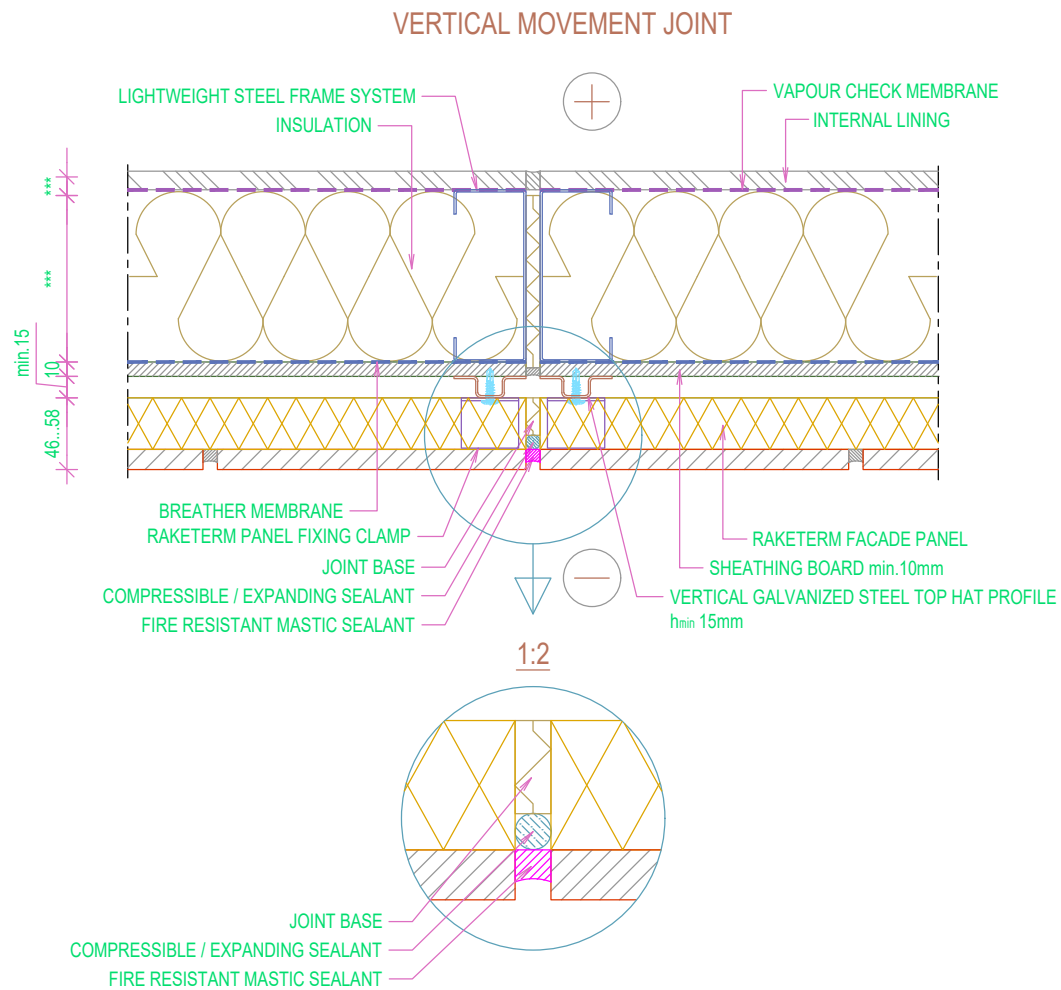 VERTICAL MOVEMENT JOINT
LIGHTWEIGHT STEEL FRAME SYSTEM
INSULATION
VAPOUR CHECK MEMBRANE
INTERNAL LINING
***
***
min.15
10
46...58
BREATHER MEMBRANE
RAKETERM PANEL FIXING CLAMP
JOINT BASE
COMPRESSIBLE / EXPANDING SEALANT
FIRE RESISTANT MASTIC SEALANT
RAKETERM FACADE PANEL
SHEATHING BOARD min.10mm
VERTICAL GALVANIZED STEEL TOP HAT PROFILE
hmin 15mm
1:2
JOINT BASE
COMPRESSIBLE / EXPANDING SEALANT
FIRE RESISTANT MASTIC SEALANT